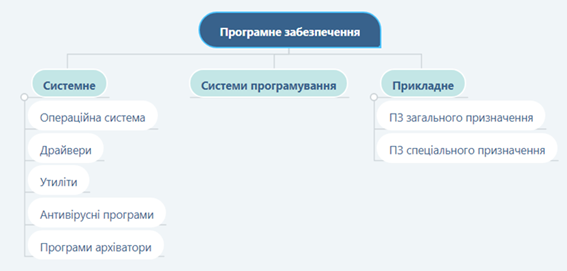 Програмне забезпечення
Системне
Системи програмування
Прикладне
Операційна система
Драйвери
Утиліти
Антивірусні програми
Програми архіватори
ПЗ загального призначення
ПЗ спеціального призначення